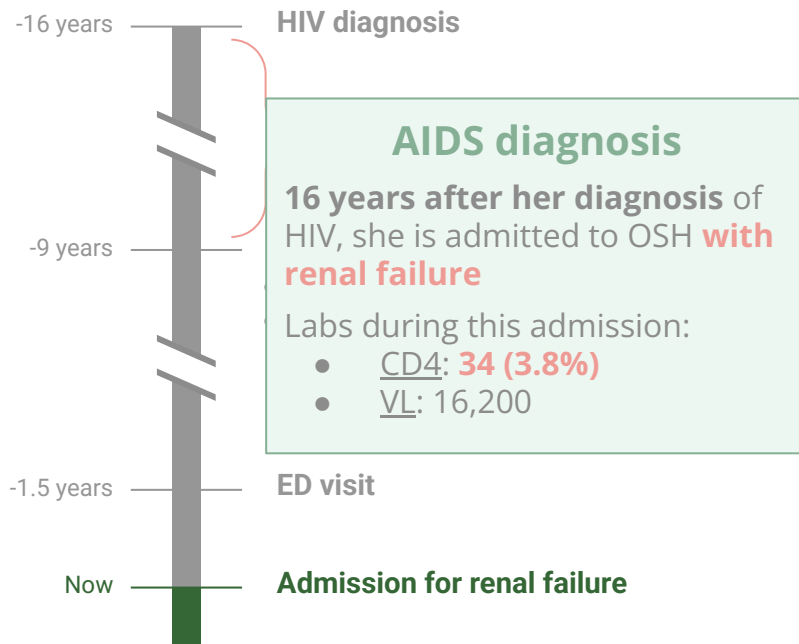 -16 years
HIV diagnosis
AIDS diagnosis
16 years after her diagnosis of
HIV, she is admitted to OSH with
renal failure
Labs during this admission:
● CD4: 34 (3.8%)
● VL: 16,200
-9 years
-1.5 years
ED visit
Now
Admission for renal failure